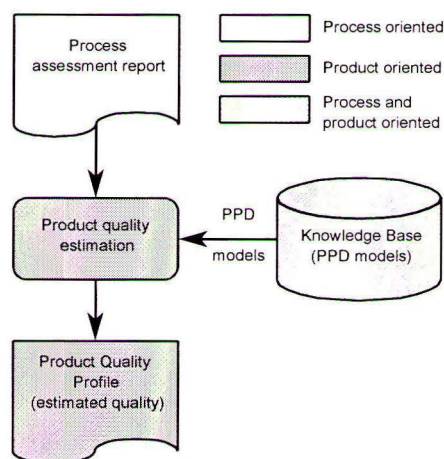 Process
assessment report
Process oriented
Product oriented
Process and
product oriented
Product quality
estimation
PPD
models
Knowledge Base
(PPD models)
Product Quality
Profile
(estimated quality)